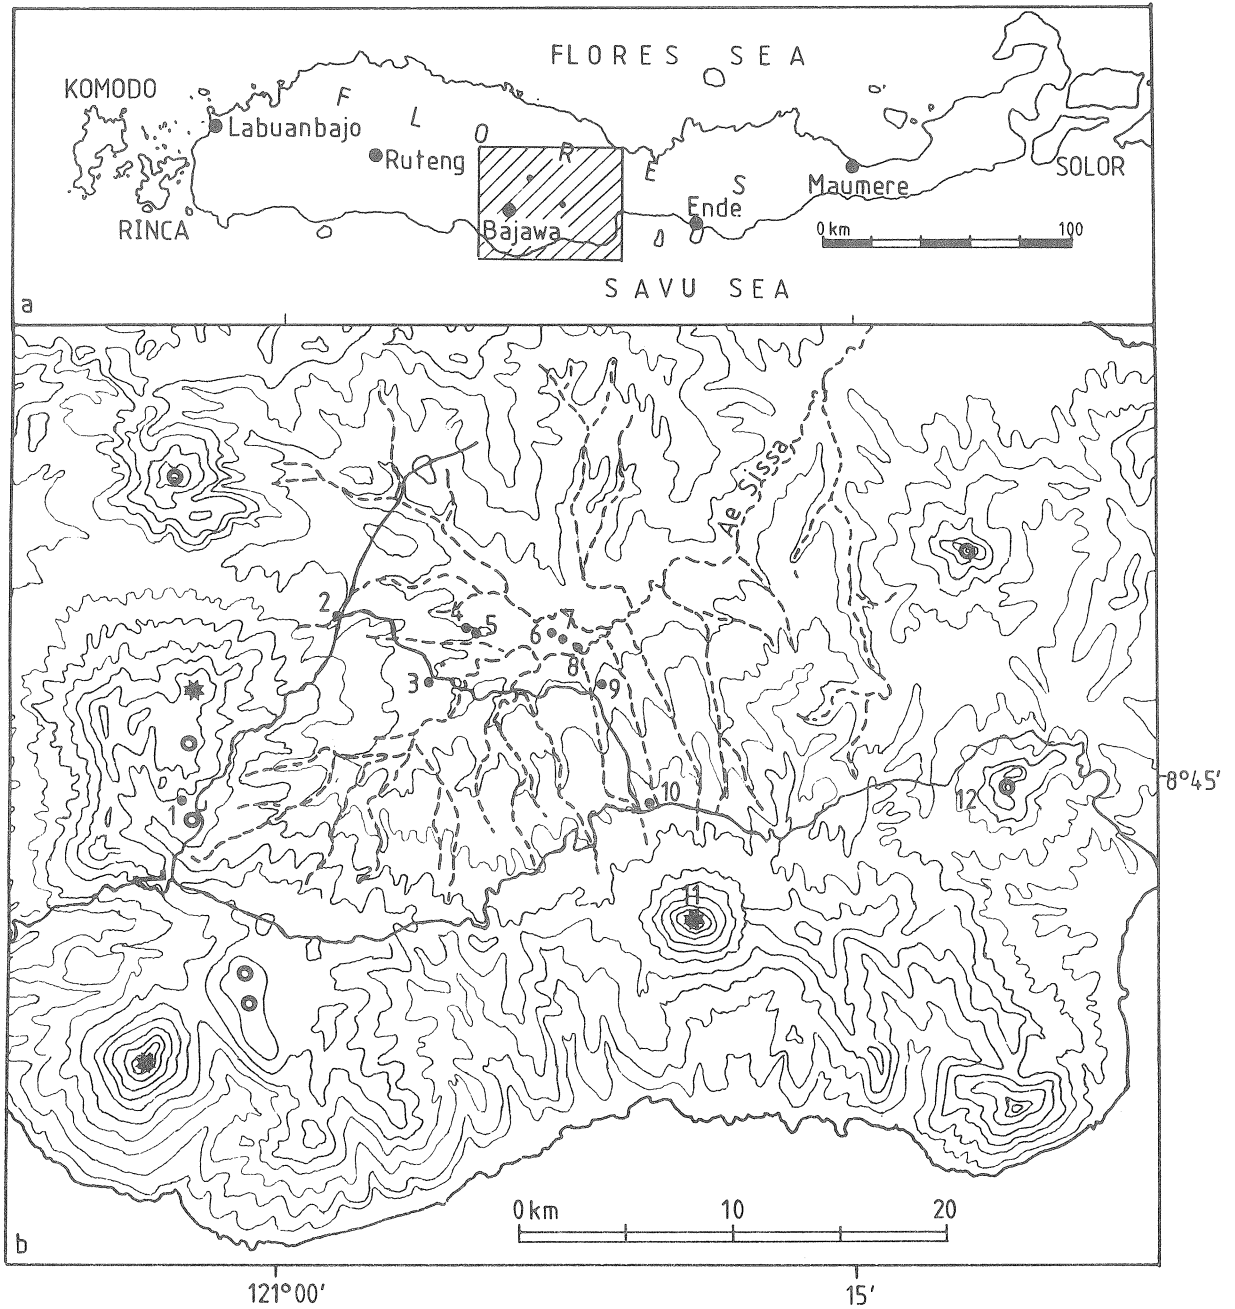 FLORES SEA
KOMODO
F
L
O
R
E
S
Labuanbajo
Ruteng
SOLOR
Maumere
Ende
RINCA
Bajawa
0 km 100
SAVU SEA
a
Ae Sissa
2
4
5
6
7
8
3
9
1
10
12
8°45'
11
0 km 10 20
b
121°00' 15'